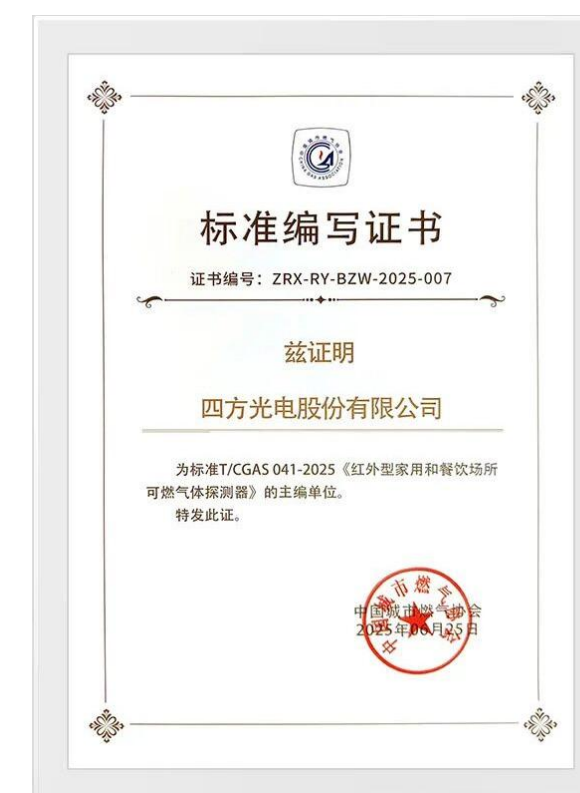 标准编写证书
证书编号：ZRX-RY-BZW-2025-007
兹证明
四方光电股份有限公司
为标准T/CGAS 041-2025《红外型家用和餐饮场所
可燃气体探测器》的主编单位。
特发此证。
中国城市燃气协会
2025年06月25日